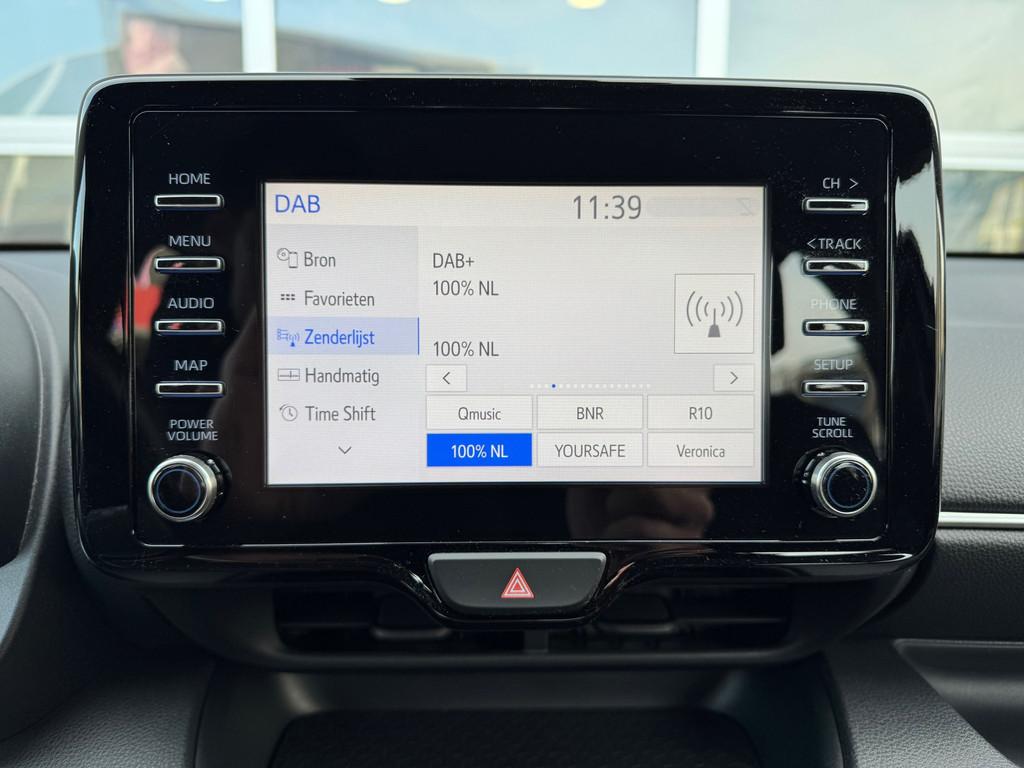 HOME
MENU
AUDIO
MAP
POWER
VOLUME
DAB
11:39
Bron
Favorieten
Zenderlijst
Handmatig
Time Shift
DAB+
100% NL
100% NL
Qmusic
BNR
R10
100% NL
YOURSAFE
Veronica
CH >
< TRACK
PHONE
SETUP
TUNE
SCROLL